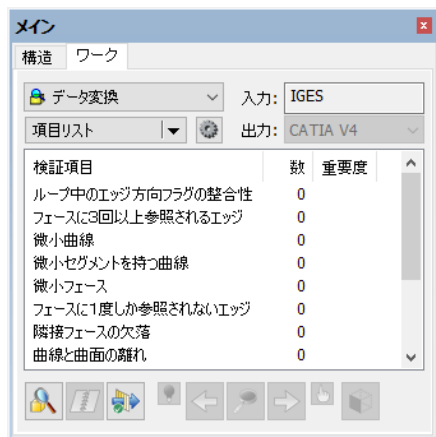 メイン
構造 ワーク
データ変換 入力: IGES
項目リスト 出力: CATIA V4
検証項目 数 重要度
ループ中のエッジ方向フラグの整合性 0
フェースに3回以上参照されるエッジ 0
微小曲線 0
微小セグメントを持つ曲線 0
微小フェース 0
フェースに1度しか参照されないエッジ 0
隣接フェースの欠落 0
曲線と曲面の離れ 0